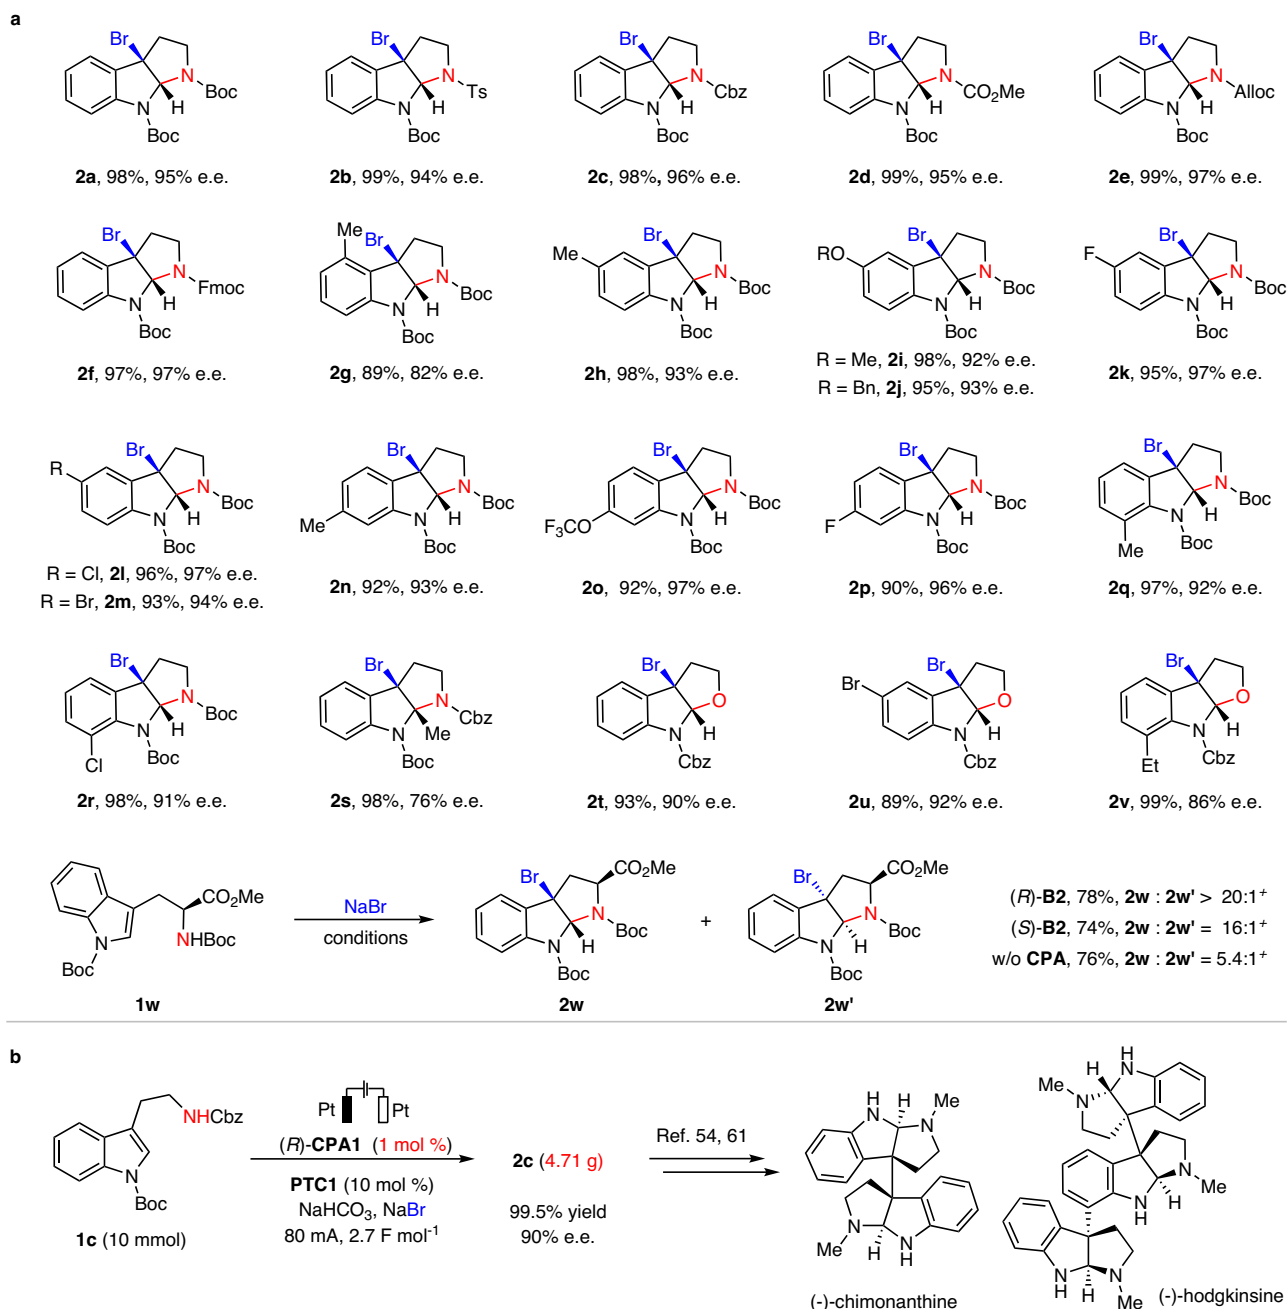 a
Br N Boc H N Boc
Br N Ts H N Boc
Br N Cbz H N Boc
Br N CO2Me H N Boc
Br N Alloc H N Boc
2a, 98%, 95% e.e.
2b, 99%, 94% e.e.
2c, 98%, 96% e.e.
2d, 99%, 95% e.e.
2e, 99%, 97% e.e.
Br N Fmoc H N Boc
Me Br N Boc H N Boc
Me Br N Boc H N Boc
RO Br N Boc H N Boc
F Br N Boc H N Boc
2f, 97%, 97% e.e.
2g, 89%, 82% e.e.
2h, 98%, 93% e.e.
R = Me, 2i, 98%, 92% e.e.
R = Bn, 2j, 95%, 93% e.e.
2k, 95%, 97% e.e.
R Br N Boc H N Boc
Br N Boc H N Boc Me
Br N Boc H N Boc F3CO
Br N Boc H N Boc F
Br N Boc H N Boc Me
R = Cl, 2l, 96%, 97% e.e.
R = Br, 2m, 93%, 94% e.e.
2n, 92%, 93% e.e.
2o, 92%, 97% e.e.
2p, 90%, 96% e.e.
2q, 97%, 92% e.e.
Br N Boc H N Boc Cl
Br N Cbz Me N Boc
Br O H N Cbz
Br Br O H N Cbz
Br O H N Cbz Et
2r, 98%, 91% e.e.
2s, 98%, 76% e.e.
2t, 93%, 90% e.e.
2u, 89%, 92% e.e.
2v, 99%, 86% e.e.
CO2Me NHBoc N Boc
1w
NaBr
conditions
Br CO2Me N Boc H N Boc
2w
+
Br CO2Me N Boc H N Boc
2w'
(R)-B2, 78%, 2w : 2w' > 20:1+
(S)-B2, 74%, 2w : 2w' = 16:1+
w/o CPA, 76%, 2w : 2w' = 5.4:1+
b
NHCbz N Boc
1c (10 mmol)
Pt Pt
(R)-CPA1 (1 mol %)
PTC1 (10 mol %)
NaHCO3, NaBr
80 mA, 2.7 F mol-1
2c (4.71 g)
99.5% yield
90% e.e.
Ref. 54, 61
H N H Me N
N Me H N H
(-)-chimonanthine
H N H Me N
N Me H N H
N H H N Me
(-)-hodgkinsine